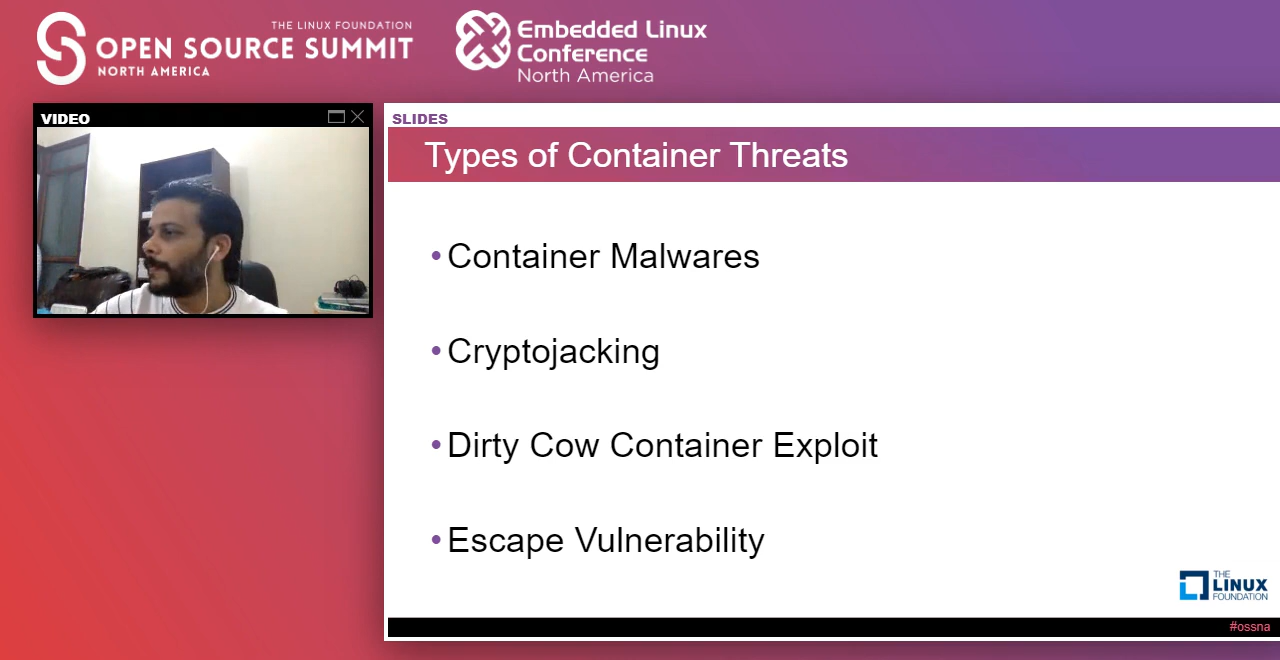 THE LINUX FOUNDATION
OPEN SOURCE SUMMIT
NORTH AMERICA
Embedded Linux
Conference
North America
VIDEO
SLIDES
Types of Container Threats
• Container Malwares
• Cryptojacking
• Dirty Cow Container Exploit
• Escape Vulnerability
THE
LINUX
FOUNDATION
#ossna